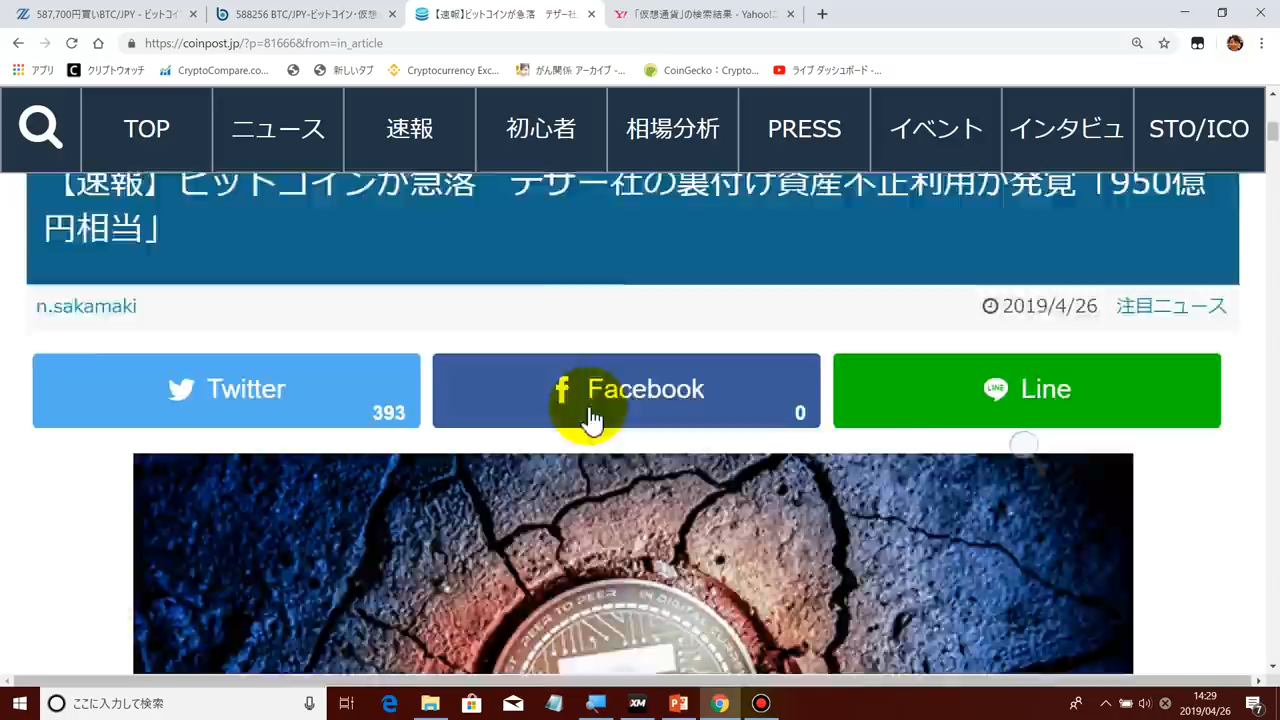 587,700円買いBTC/JPY - ビットコイ
588256 BTC/JPY-ビットコイン・仮想
【速報】ビットコインが急落　テザー社
「仮想通貨」の検索結果 - Yahoo!
https://coinpost.jp/?p=81666&from=in_article
アプリ
クリプトウォッチ
CryptoCompare.co...
新しいタブ
Cryptocurrency Exc...
がん関係 アーカイブ -...
CoinGecko：Crypto...
ライブ ダッシュボード -...
TOP
ニュース
速報
初心者
相場分析
PRESS
イベント
インタビュ
STO/ICO
【速報】ビットコインが急落　テザー社の裏付け資産不正利用が発覚「950億
円相当」
n.sakamaki
2019/4/26
注目ニュース
Twitter
393
Facebook
0
Line
LINE
PEER TO PEER
ここに入力して検索
XM
14:29
2019/04/26
7